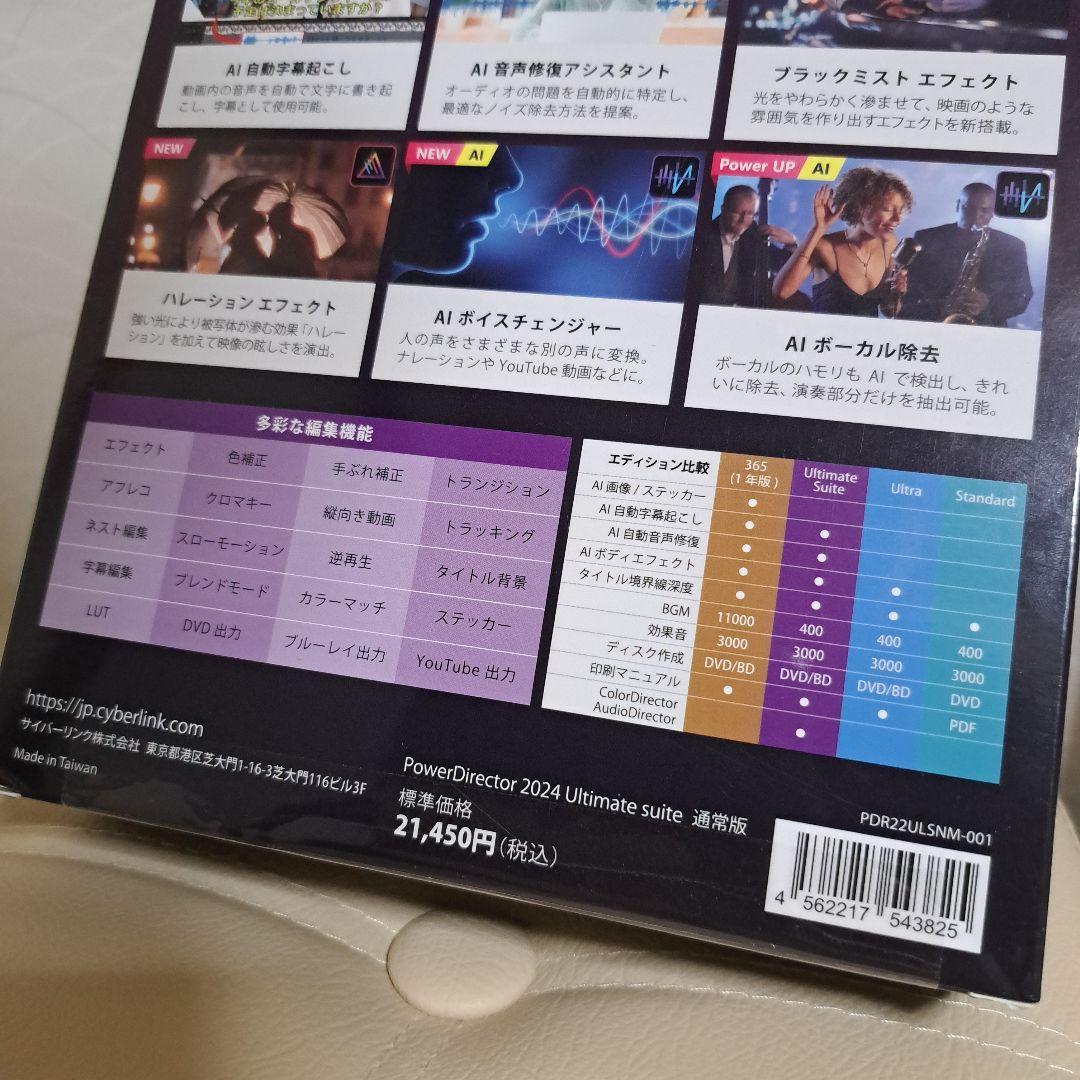 AI 自動字幕起こし
動画内の音声を自動で文字に書き起
こし、字幕として使用可能。
AI 音声修復アシスタント
オーディオの問題を自動的に特定し、
最適なノイズ除去方法を提案。
ブラックミスト エフェクト
光をやわらかく滲ませて、映画のような
雰囲気を作り出すエフェクトを新搭載。
NEW
NEW AI
Power UP AI
ハレーション エフェクト
強い光により被写体が滲む効果「ハレー
ション」を加えて映像の眩しさを演出。
AI ボイスチェンジャー
人の声をさまざまな別の声に変換。
ナレーションや YouTube 動画などに。
AI ボーカル除去
ボーカルのハモリも AI で検出し、きれ
いに除去、演奏部分だけを抽出可能。
多彩な編集機能
エフェクト 色補正 手ぶれ補正 トランジション
アフレコ クロマキー 縦向き動画 トラッキング
ネスト編集 スローモーション 逆再生 タイトル背景
字幕編集 ブレンドモード カラーマッチ ステッカー
LUT DVD 出力 ブルーレイ出力 YouTube 出力
エディション比較 365 (1 年版) Ultimate Suite Ultra Standard
AI 画像 / ステッカー ●
AI 自動字幕起こし ● ●
AI 自動音声修復 ● ●
AI ボディエフェクト ● ● ●
タイトル境界線深度 ● ● ● ●
BGM 11000 400 400 400
効果音 3000 3000 3000 3000
ディスク作成 DVD/BD DVD/BD DVD/BD DVD
印刷マニュアル ● ● ● PDF
ColorDirector
AudioDirector ●
https://jp.cyberlink.com
サイバーリンク株式会社 東京都港区芝大門1-16-3芝大門116ビル3F
Made in Taiwan
PowerDirector 2024 Ultimate suite 通常版
標準価格
21,450円(税込)
PDR22ULSNM-001
4 562217 543825